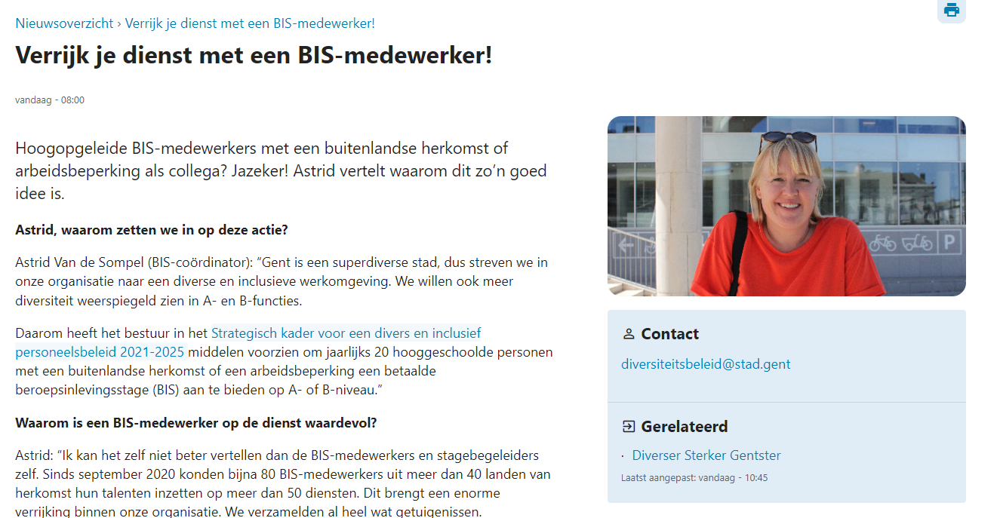 Nieuwsoverzicht › Verrijk je dienst met een BIS-medewerker!
Verrijk je dienst met een BIS-medewerker!
vandaag - 08:00
Hoogopgeleide BIS-medewerkers met een buitenlandse herkomst of
arbeidsbeperking als collega? Jazeker! Astrid vertelt waarom dit zo’n goed
idee is.
Astrid, waarom zetten we in op deze actie?
Astrid Van de Sompel (BIS-coördinator): “Gent is een superdiverse stad, dus streven we in
onze organisatie naar een diverse en inclusieve werkomgeving. We willen ook meer
diversiteit weerspiegeld zien in A- en B-functies.
Daarom heeft het bestuur in het Strategisch kader voor een divers en inclusief
personeelsbeleid 2021-2025 middelen voorzien om jaarlijks 20 hooggeschoolde personen
met een buitenlandse herkomst of een arbeidsbeperking een betaalde
beroepsinlevingsstage (BIS) aan te bieden op A- of B-niveau.”
Waarom is een BIS-medewerker op de dienst waardevol?
Astrid: “Ik kan het zelf niet beter vertellen dan de BIS-medewerkers en stagebegeleiders
zelf. Sinds september 2020 konden bijna 80 BIS-medewerkers uit meer dan 40 landen van
herkomst hun talenten inzetten op meer dan 50 diensten. Dit brengt een enorme
verrijking binnen onze organisatie. We verzamelden al heel wat getuigenissen.
P
Contact
diversiteitsbeleid@stad.gent
Gerelateerd
· Diverser Sterker Gentster
Laatst aangepast: vandaag - 10:45